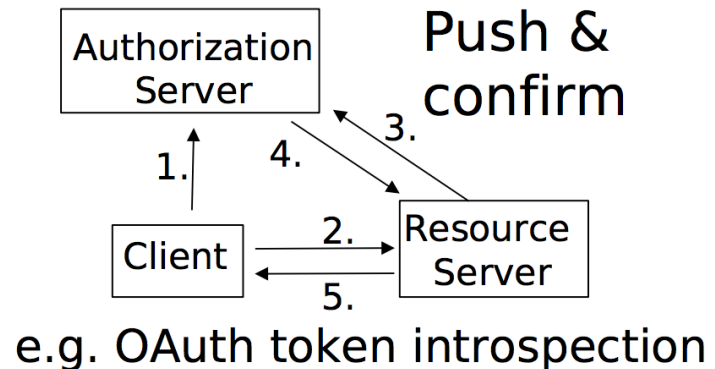 Authorization
Server
Push &
confirm
1.
4.
3.
Client
2.
5.
Resource
Server
e.g. OAuth token introspection